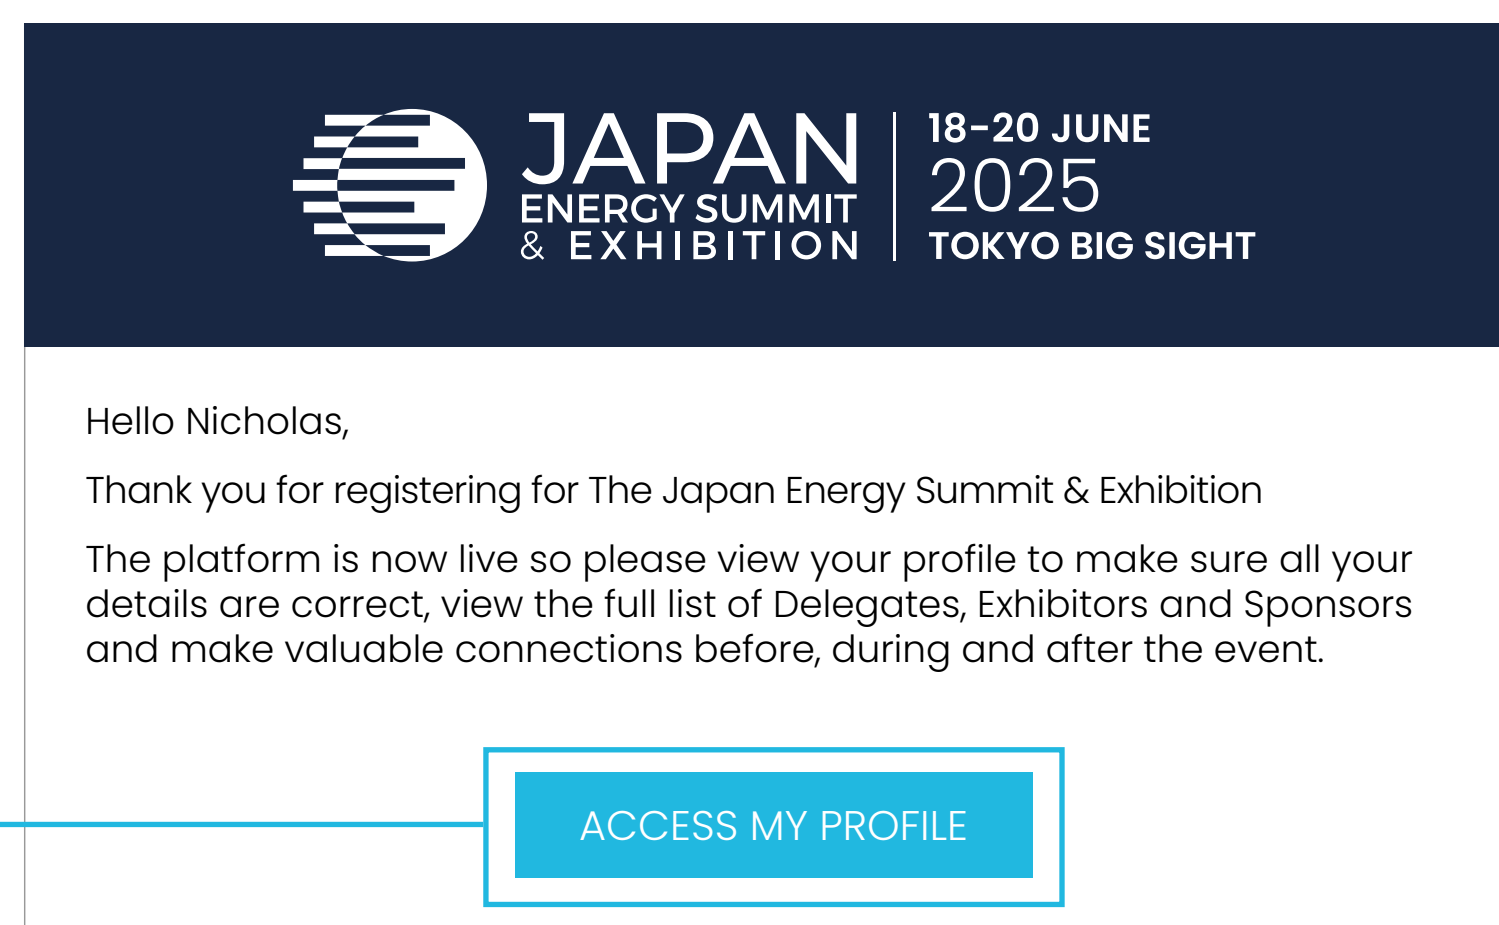 JAPAN
ENERGY SUMMIT
& EXHIBITION
18-20 JUNE
2025
TOKYO BIG SIGHT
Hello Nicholas,
Thank you for registering for The Japan Energy Summit & Exhibition
The platform is now live so please view your profile to make sure all your
details are correct, view the full list of Delegates, Exhibitors and Sponsors
and make valuable connections before, during and after the event.
ACCESS MY PROFILE